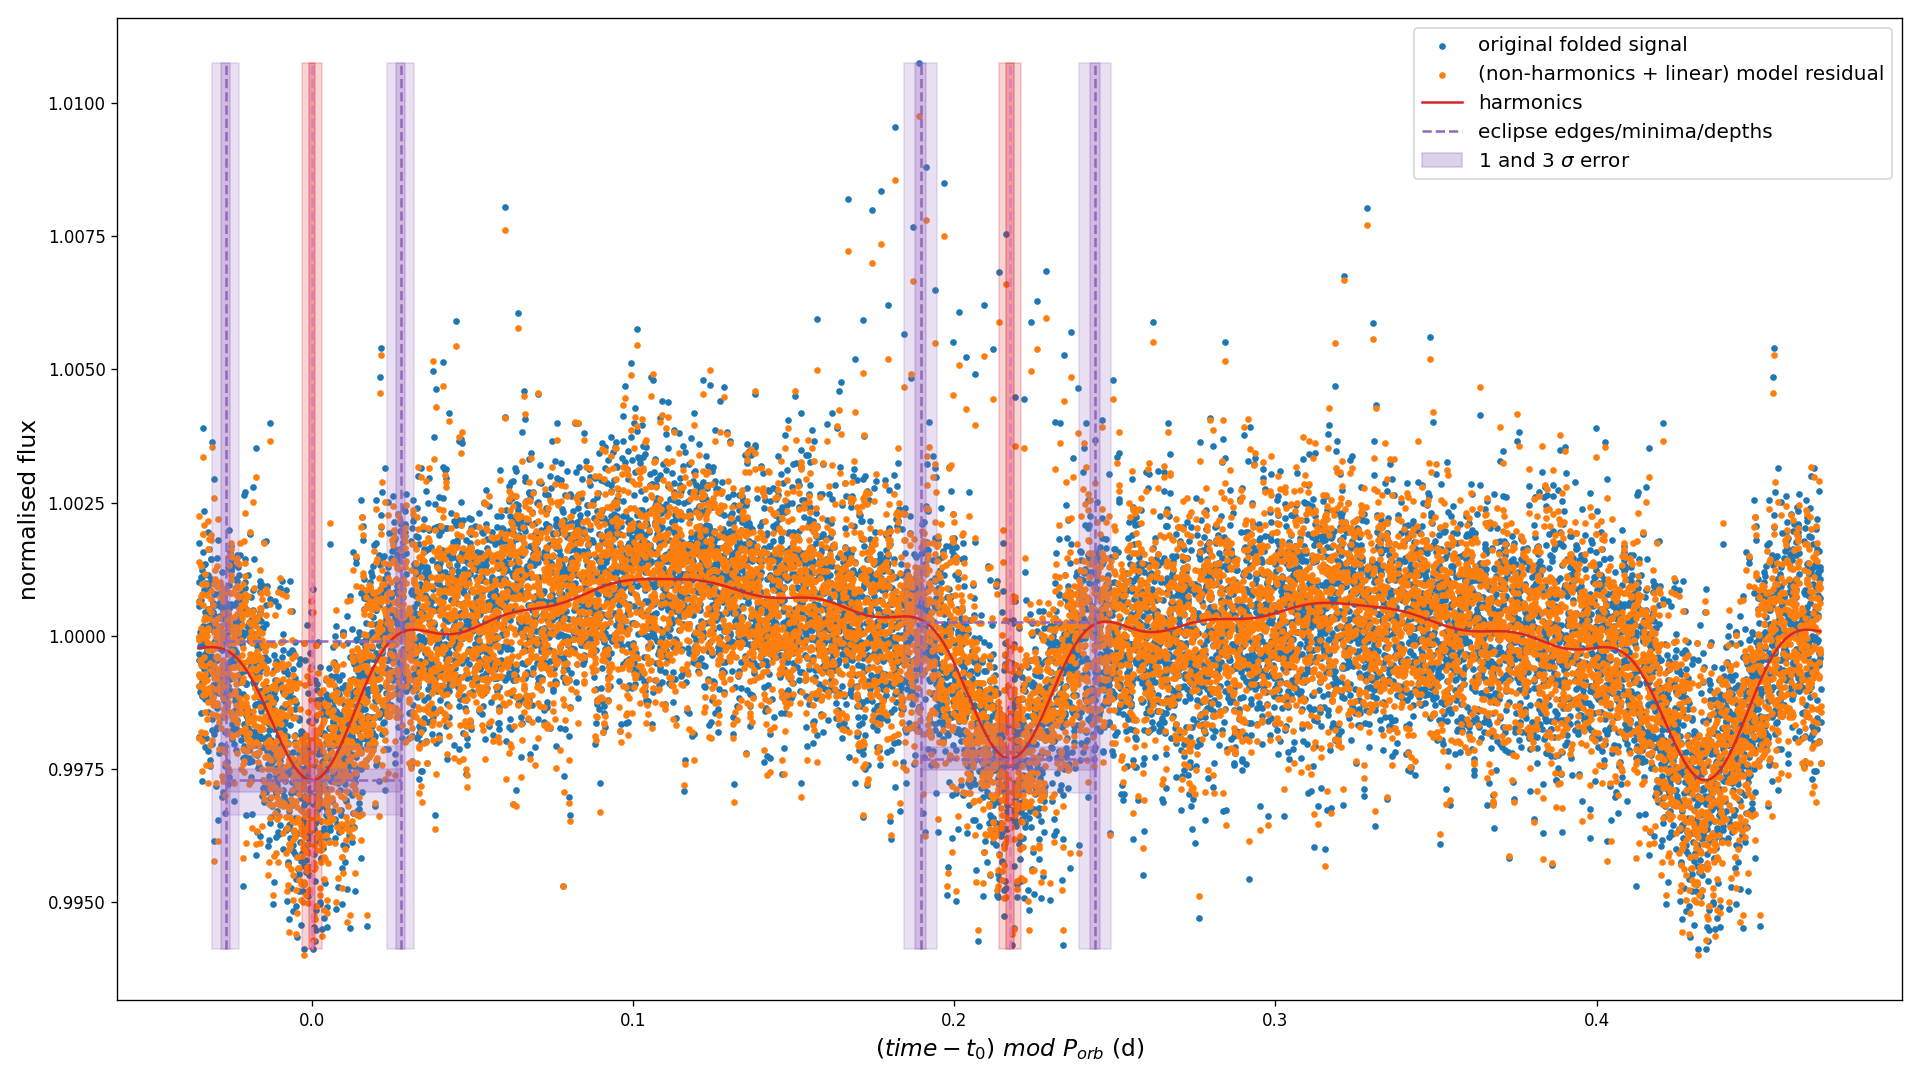 original folded signal
(non-harmonics + linear) model residual
harmonics
eclipse edges/minima/depths
1 and 3 σ error
normalised flux
1.0100
1.0075
1.0050
1.0025
1.0000
0.9975
0.9950
0.0 0.1 0.2 0.3 0.4
(time − t₀) mod Pₒᵣb (d)